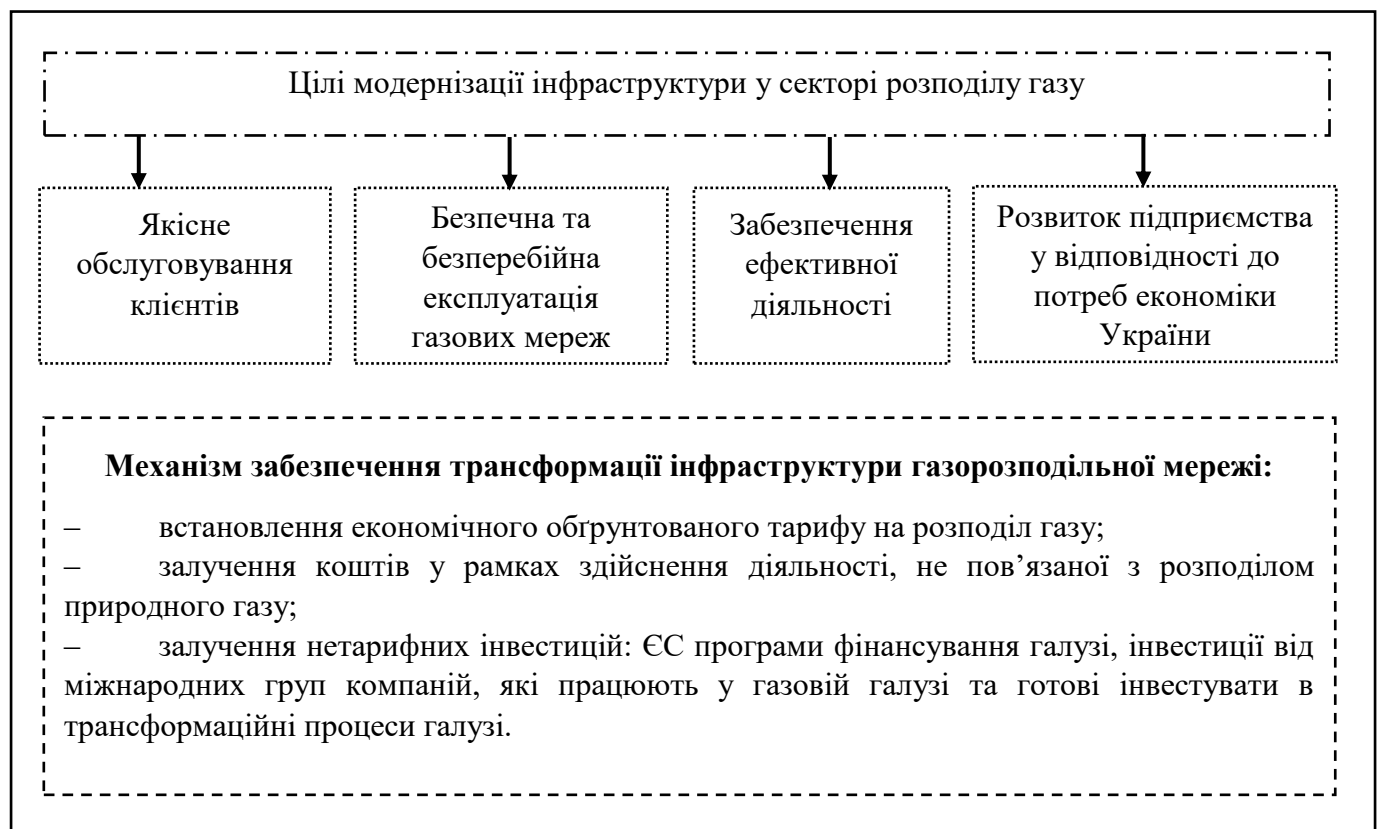 Цілі модернізації інфраструктури у секторі розподілу газу
Якісне
обслуговування
клієнтів
Безпечна та
безперебійна
експлуатація
газових мереж
Забезпечення
ефективної
діяльності
Розвиток підприємства
у відповідності до
потреб економіки
України
Механізм забезпечення трансформації інфраструктури газорозподільної мережі:
– встановлення економічного обґрунтованого тарифу на розподіл газу;
– залучення коштів у рамках здійснення діяльності, не пов’язаної з розподілом
природного газу;
– залучення нетарифних інвестицій: ЄС програми фінансування галузі, інвестиції від
міжнародних груп компаній, які працюють у газовій галузі та готові інвестувати в
трансформаційні процеси галузі.